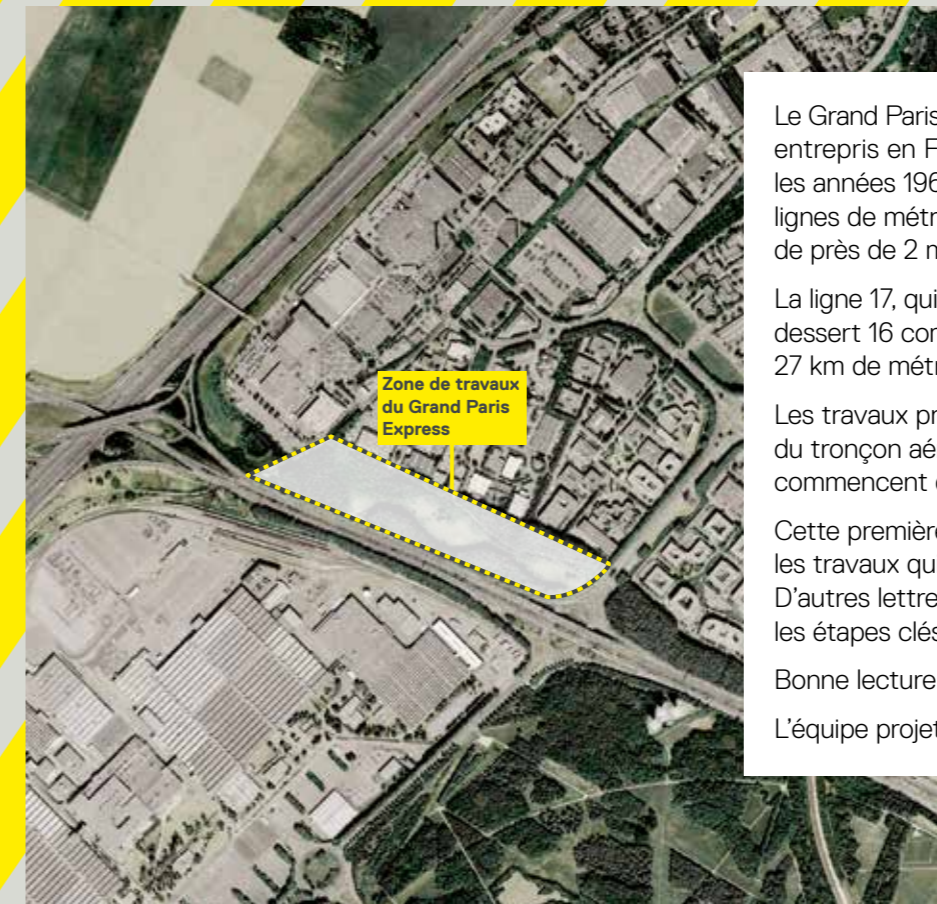 Zone de travaux
du Grand Paris
Express
Le Grand Paris
entrepris en F
les années 196
lignes de métr
de près de 2 m
La ligne 17, qui
dessert 16 com
27 km de métr
Les travaux pr
du tronçon aé
commencent
Cette première
les travaux qu
D'autres lettre
les étapes clés
Bonne lecture
L'équipe projet